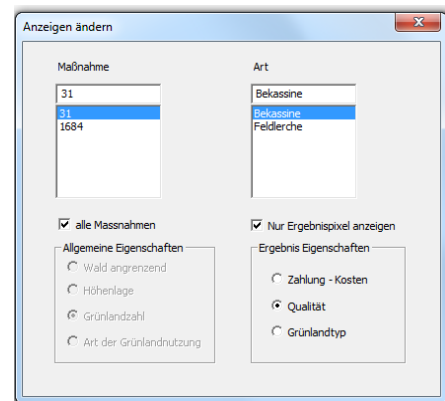 Anzeigen ändern
Maßnahme
Art
31
Bekassine
31
Bekassine
1684
Feldlerche
alle Massnahmen
Nur Ergebnispixel anzeigen
Allgemeine Eigenschaften
Ergebnis Eigenschaften
Wald angrenzend
Zahlung - Kosten
Höhenlage
Qualität
Grünlandzahl
Grünlandtyp
Art der Grünlandnutzung